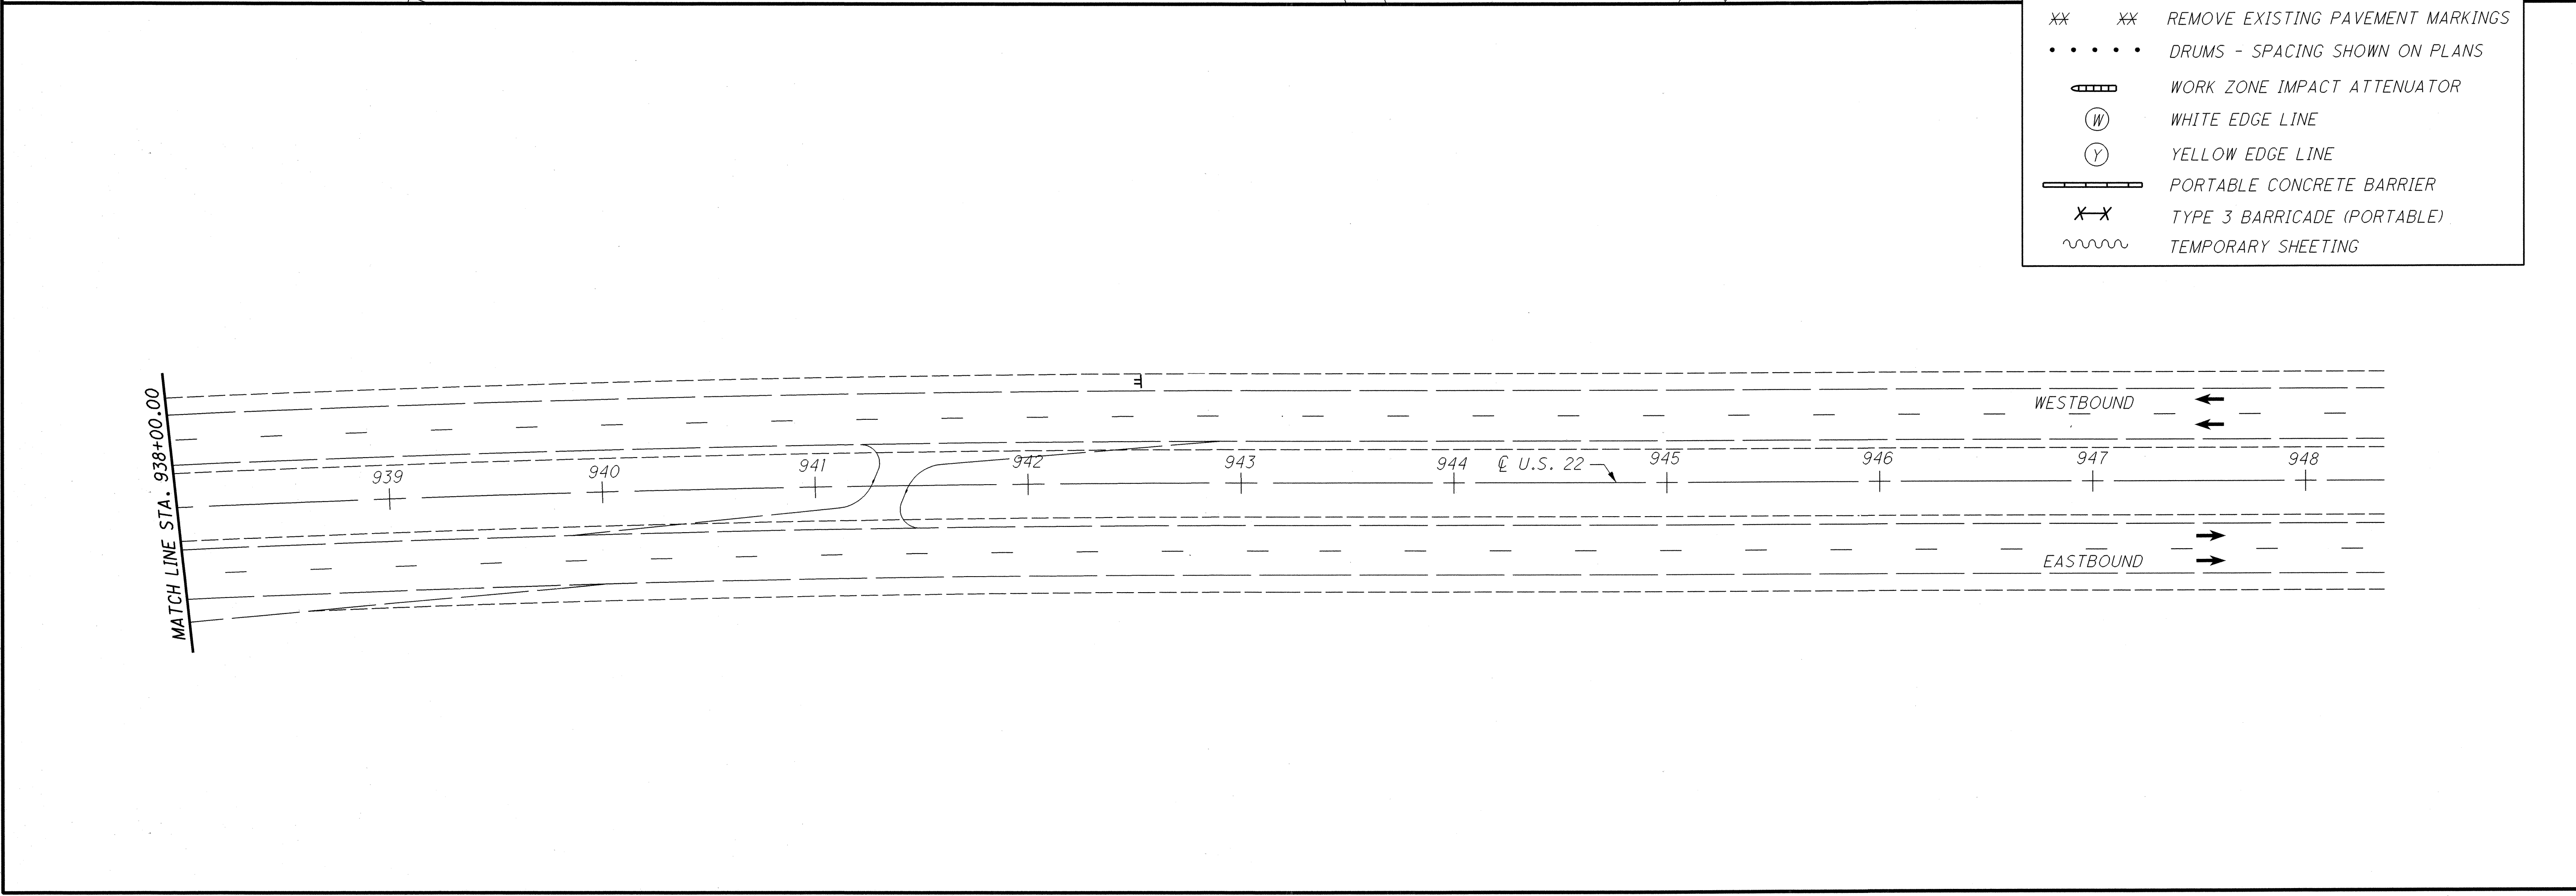 XX XX REMOVE EXISTING PAVEMENT MARKINGS
DRUMS - SPACING SHOWN ON PLANS
WORK ZONE IMPACT ATTENUATOR
W WHITE EDGE LINE
Y YELLOW EDGE LINE
PORTABLE CONCRETE BARRIER
X-X TYPE 3 BARRICADE (PORTABLE)
TEMPORARY SHEETING
MATCH LINE STA. 938+00.00
WESTBOUND
939 940 941 942 943 944 ℄ U.S. 22 945 946 947 948
EASTBOUND